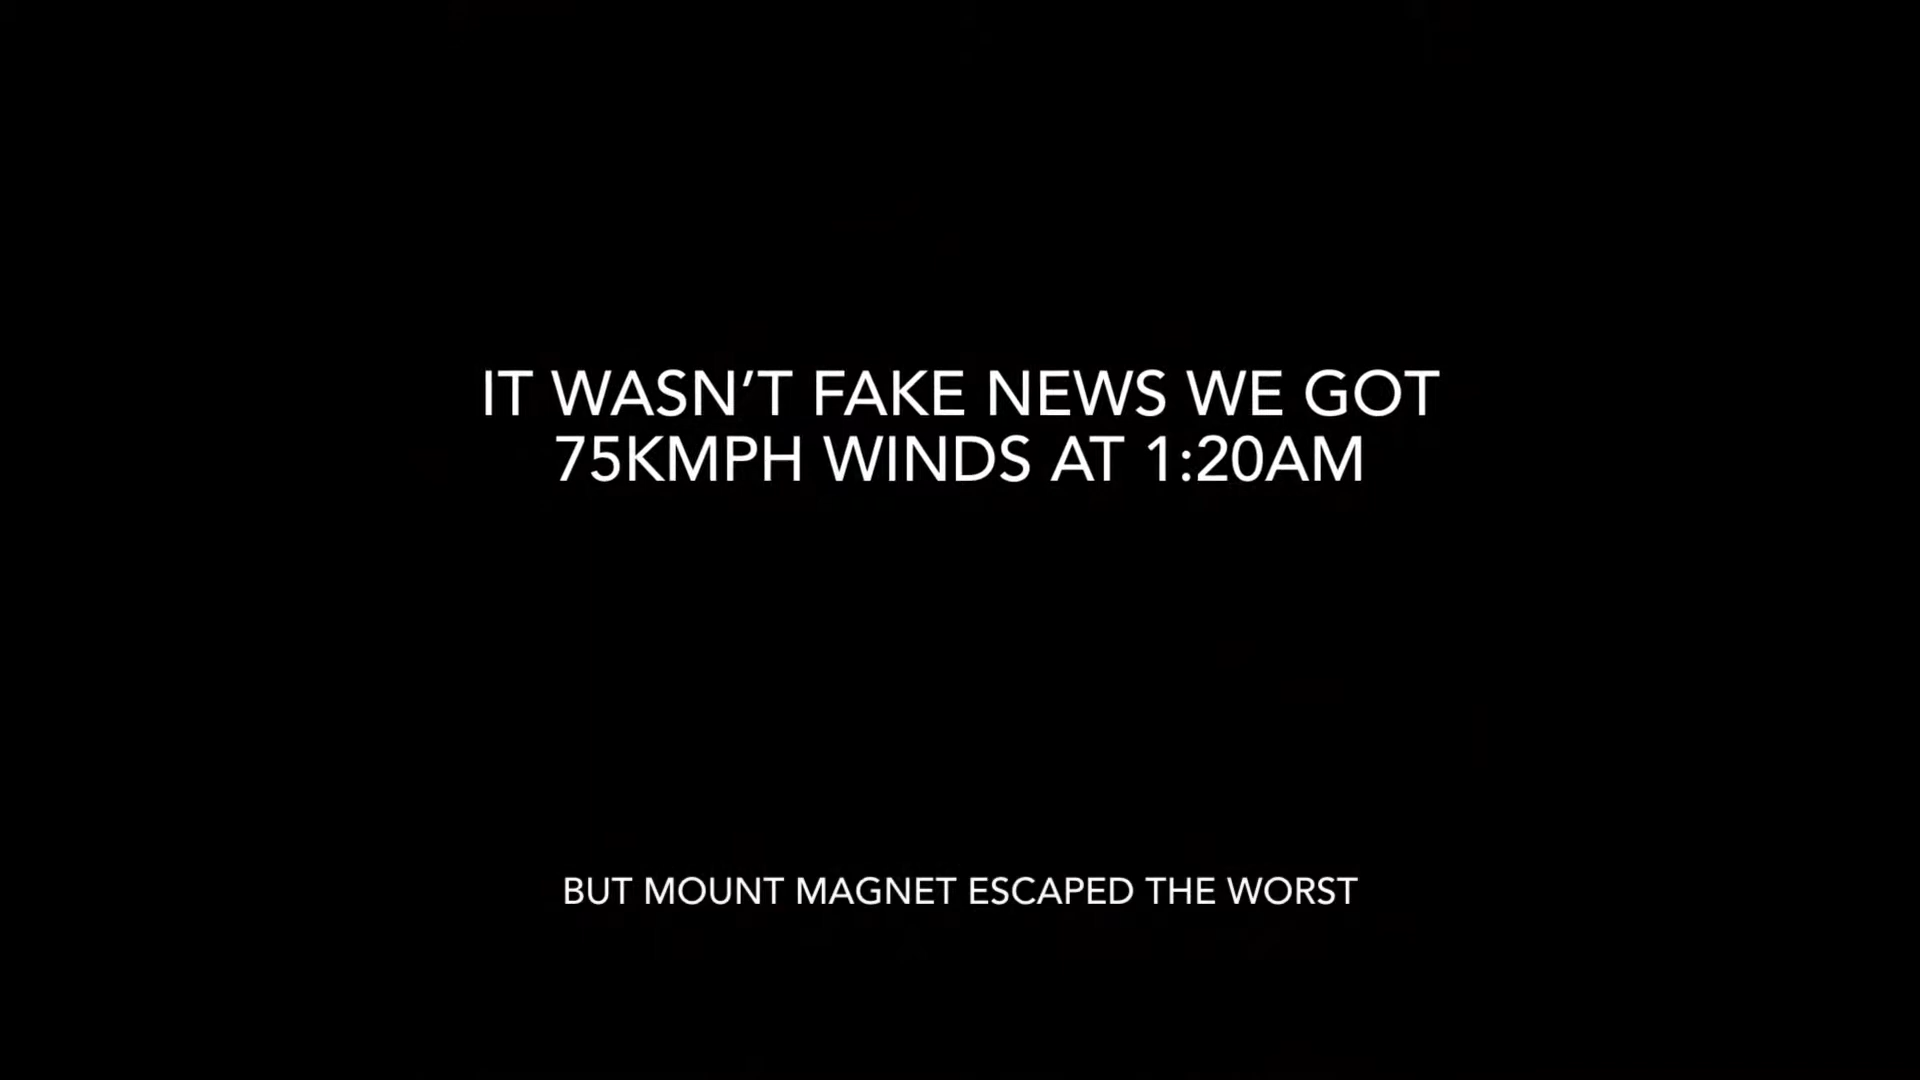 IT WASN’T FAKE NEWS WE GOT
75KMPH WINDS AT 1:20AM
BUT MOUNT MAGNET ESCAPED THE WORST